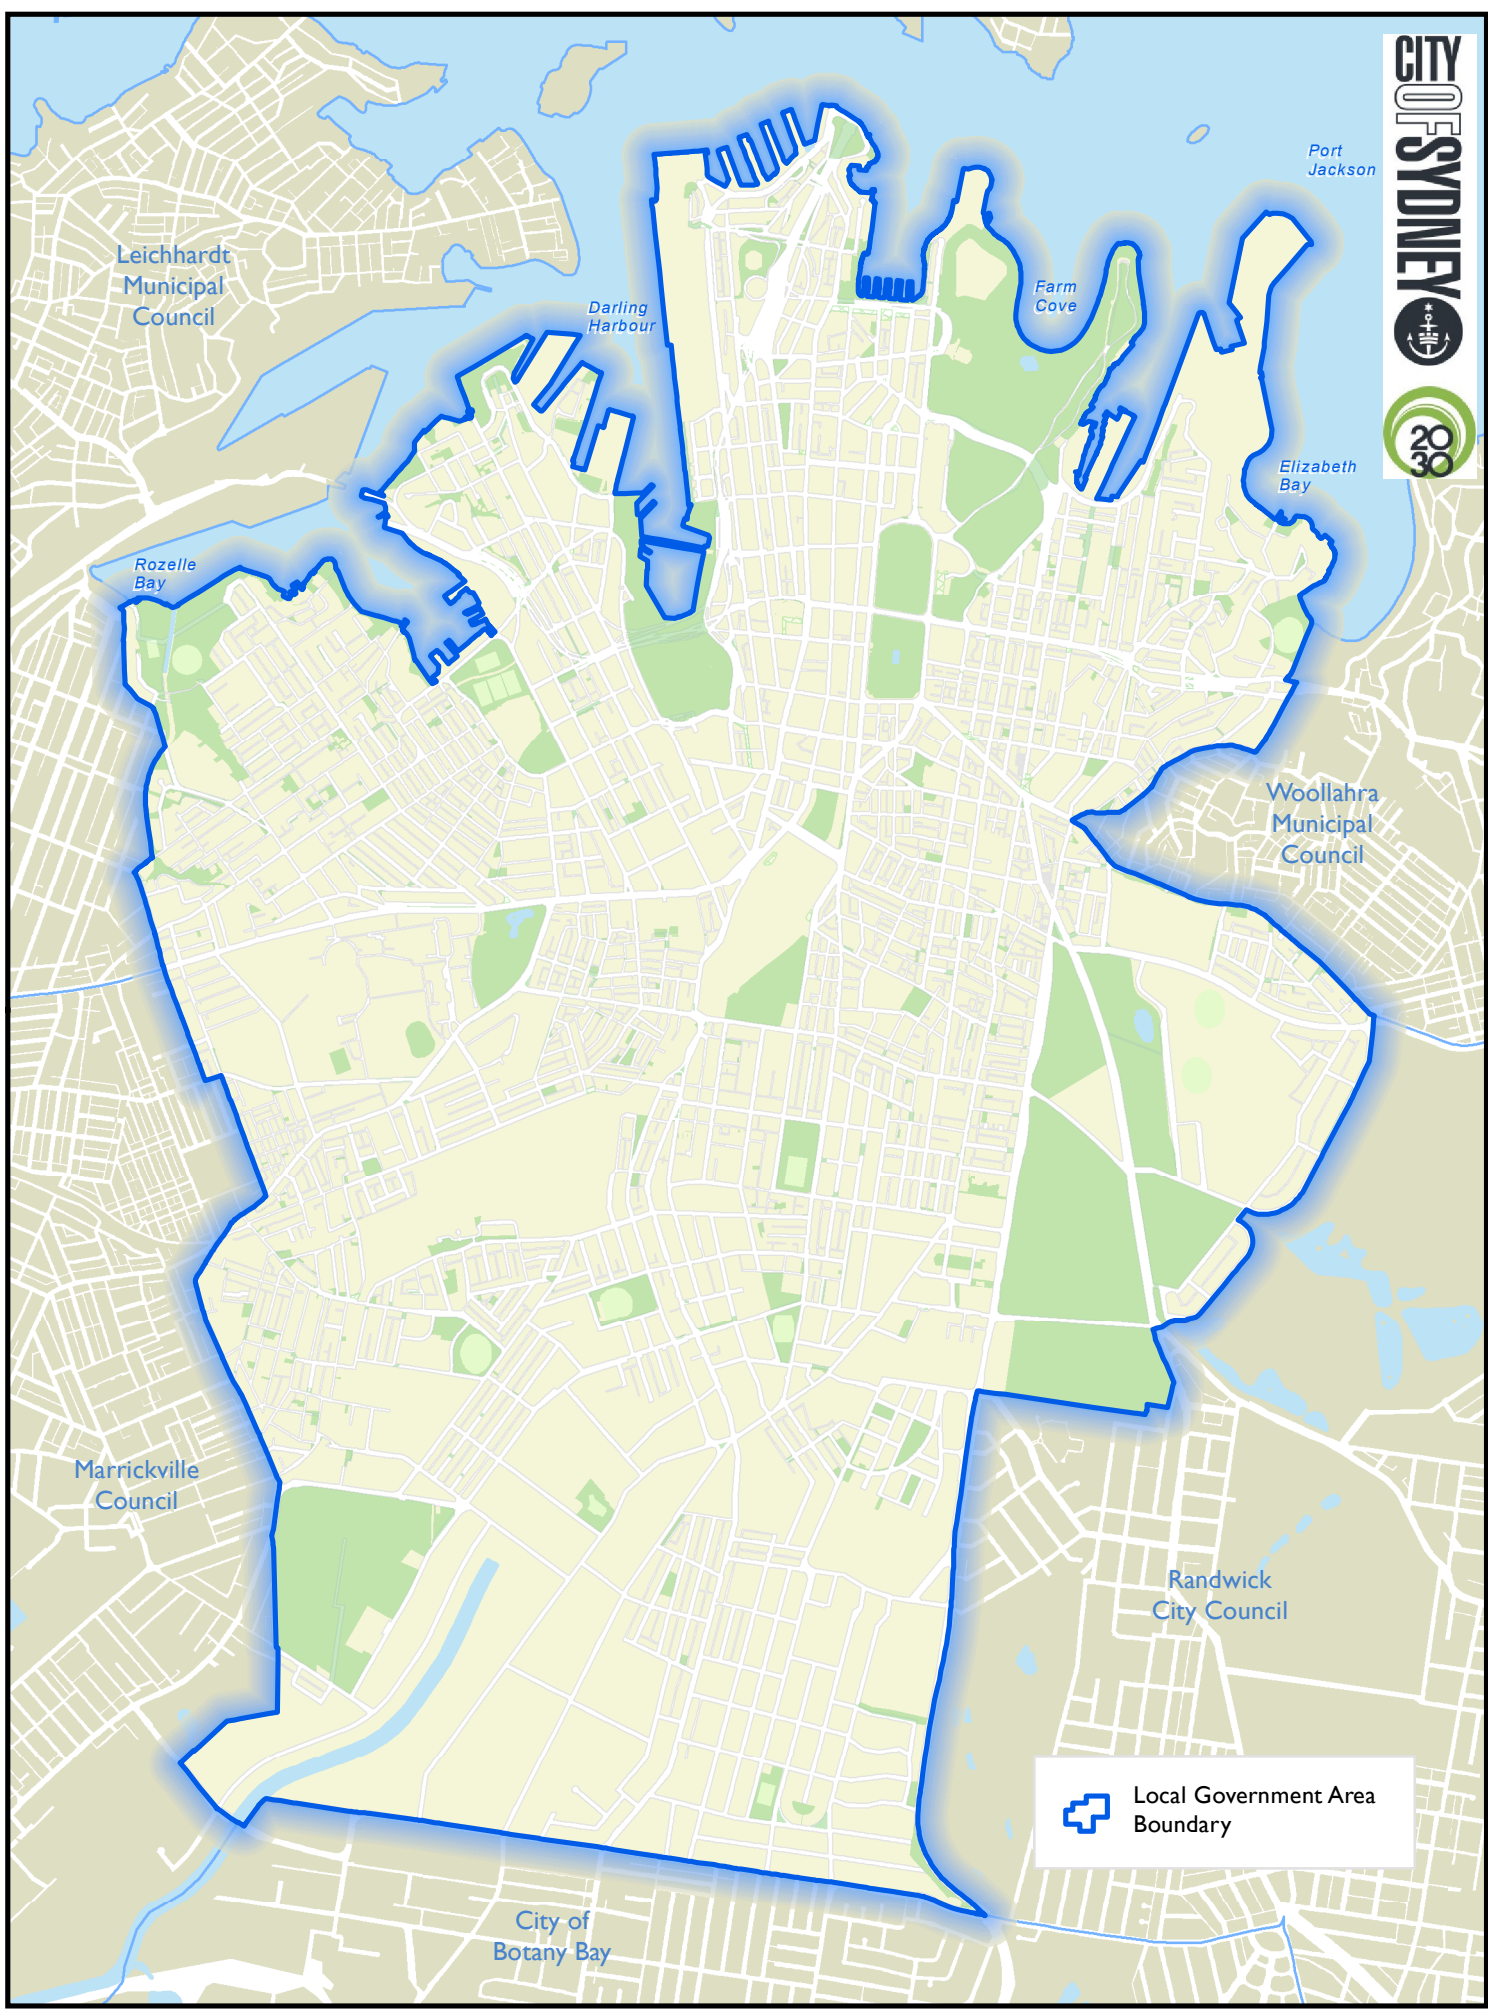 CITY OF SYDNEY
2030
Port
Jackson
Leichhardt
Municipal
Council
Darling
Harbour
Farm
Cove
Elizabeth
Bay
Rozelle
Bay
Woollahra
Municipal
Council
Marrickville
Council
Randwick
City Council
Local Government Area
Boundary
City of
Botany Bay